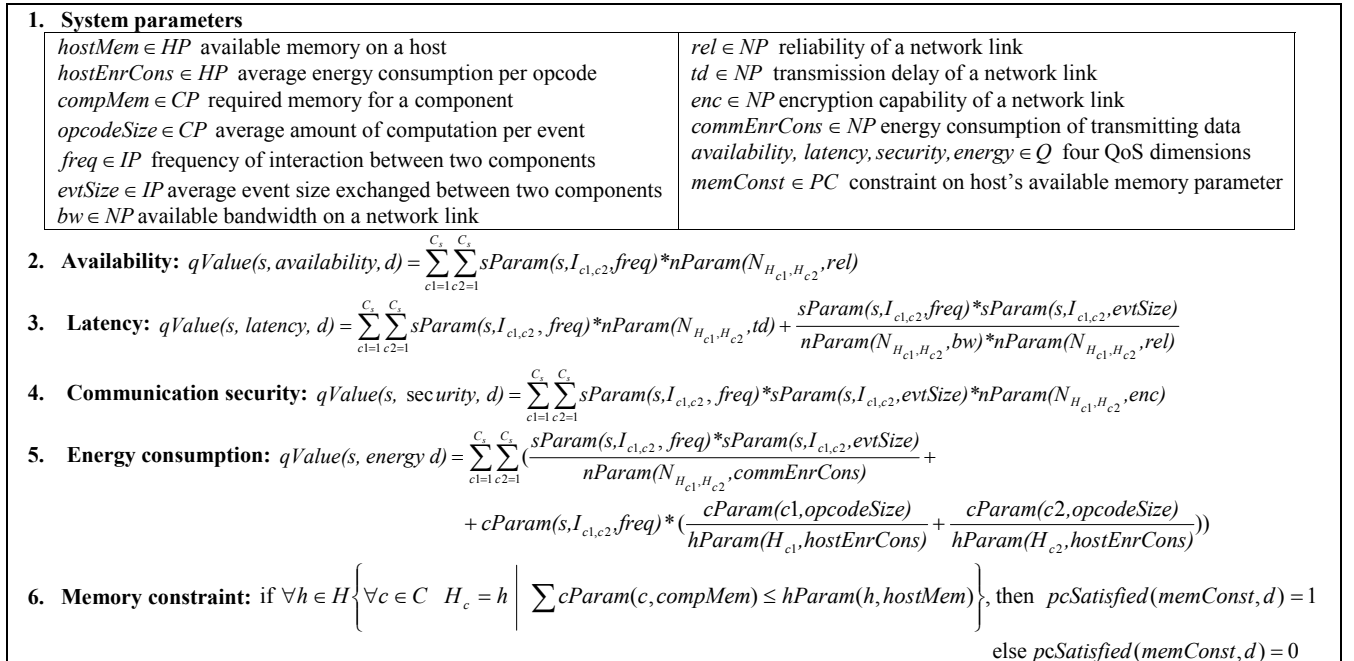 1. System parameters
hostMem ∈ HP available memory on a host
hostEnrCons ∈ HP average energy consumption per opcode
compMem ∈ CP required memory for a component
opcodeSize ∈ CP average amount of computation per event
freq ∈ IP frequency of interaction between two components
evtSize ∈ IP average event size exchanged between two components
bw ∈ NP available bandwidth on a network link
rel ∈ NP reliability of a network link
td ∈ NP transmission delay of a network link
enc ∈ NP encryption capability of a network link
commEnrCons ∈ NP energy consumption of transmitting data
availability, latency, security, energy ∈ Q four QoS dimensions
memConst ∈ PC constraint on host's available memory parameter
2. Availability: qValue(s, availability, d) = \sum_{c1=1}^{C_s} \sum_{c2=1}^{C_s} sParam(s,I_{c1,c2},freq)*nParam(N_{H_{c1},H_{c2}},rel)
3. Latency: qValue(s, latency, d) = \sum_{c1=1}^{C_s} \sum_{c2=1}^{C_s} sParam(s,I_{c1,c2}, freq)*nParam(N_{H_{c1},H_{c2}},td) + \frac{sParam(s,I_{c1,c2},freq)*sParam(s,I_{c1,c2},evtSize)}{nParam(N_{H_{c1},H_{c2}},bw)*nParam(N_{H_{c1},H_{c2}},rel)}
4. Communication security: qValue(s, security, d) = \sum_{c1=1}^{C_s} \sum_{c2=1}^{C_s} sParam(s,I_{c1,c2}, freq)*sParam(s,I_{c1,c2},evtSize)*nParam(N_{H_{c1},H_{c2}},enc)
5. Energy consumption: qValue(s, energy d) = \sum_{c1=1}^{C_s} \sum_{c2=1}^{C_s} (\frac{sParam(s,I_{c1,c2}, freq)*sParam(s,I_{c1,c2},evtSize)}{nParam(N_{H_{c1},H_{c2}},commEnrCons)} +
+ cParam(s,I_{c1,c2},freq)*(\frac{cParam(c1,opcodeSize)}{hParam(H_{c1},hostEnrCons)} + \frac{cParam(c2,opcodeSize)}{hParam(H_{c2},hostEnrCons)}))
6. Memory constraint: if ∀h ∈ H {∀c ∈ C H_c = h | ∑ cParam(c,compMem) ≤ hParam(h,hostMem)}, then pcSatisfied(memConst,d) = 1
else pcSatisfied(memConst,d) = 0